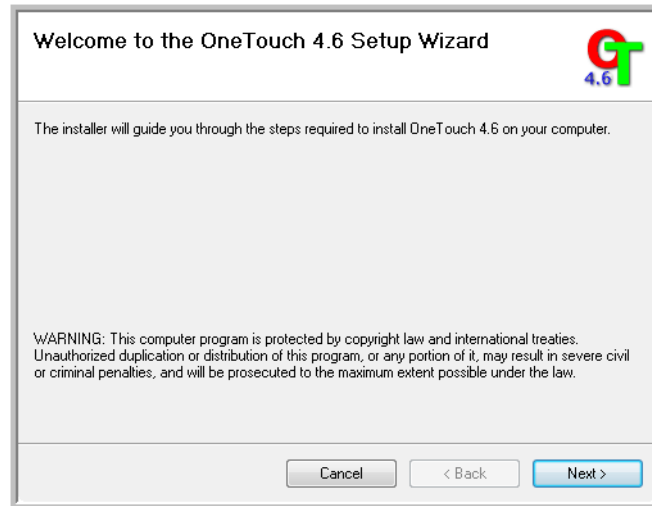 Welcome to the OneTouch 4.6 Setup Wizard
OT
4.6
The installer will guide you through the steps required to install OneTouch 4.6 on your computer.
WARNING: This computer program is protected by copyright law and international treaties.
Unauthorized duplication or distribution of this program, or any portion of it, may result in severe civil
or criminal penalties, and will be prosecuted to the maximum extent possible under the law.
Cancel
< Back
Next >